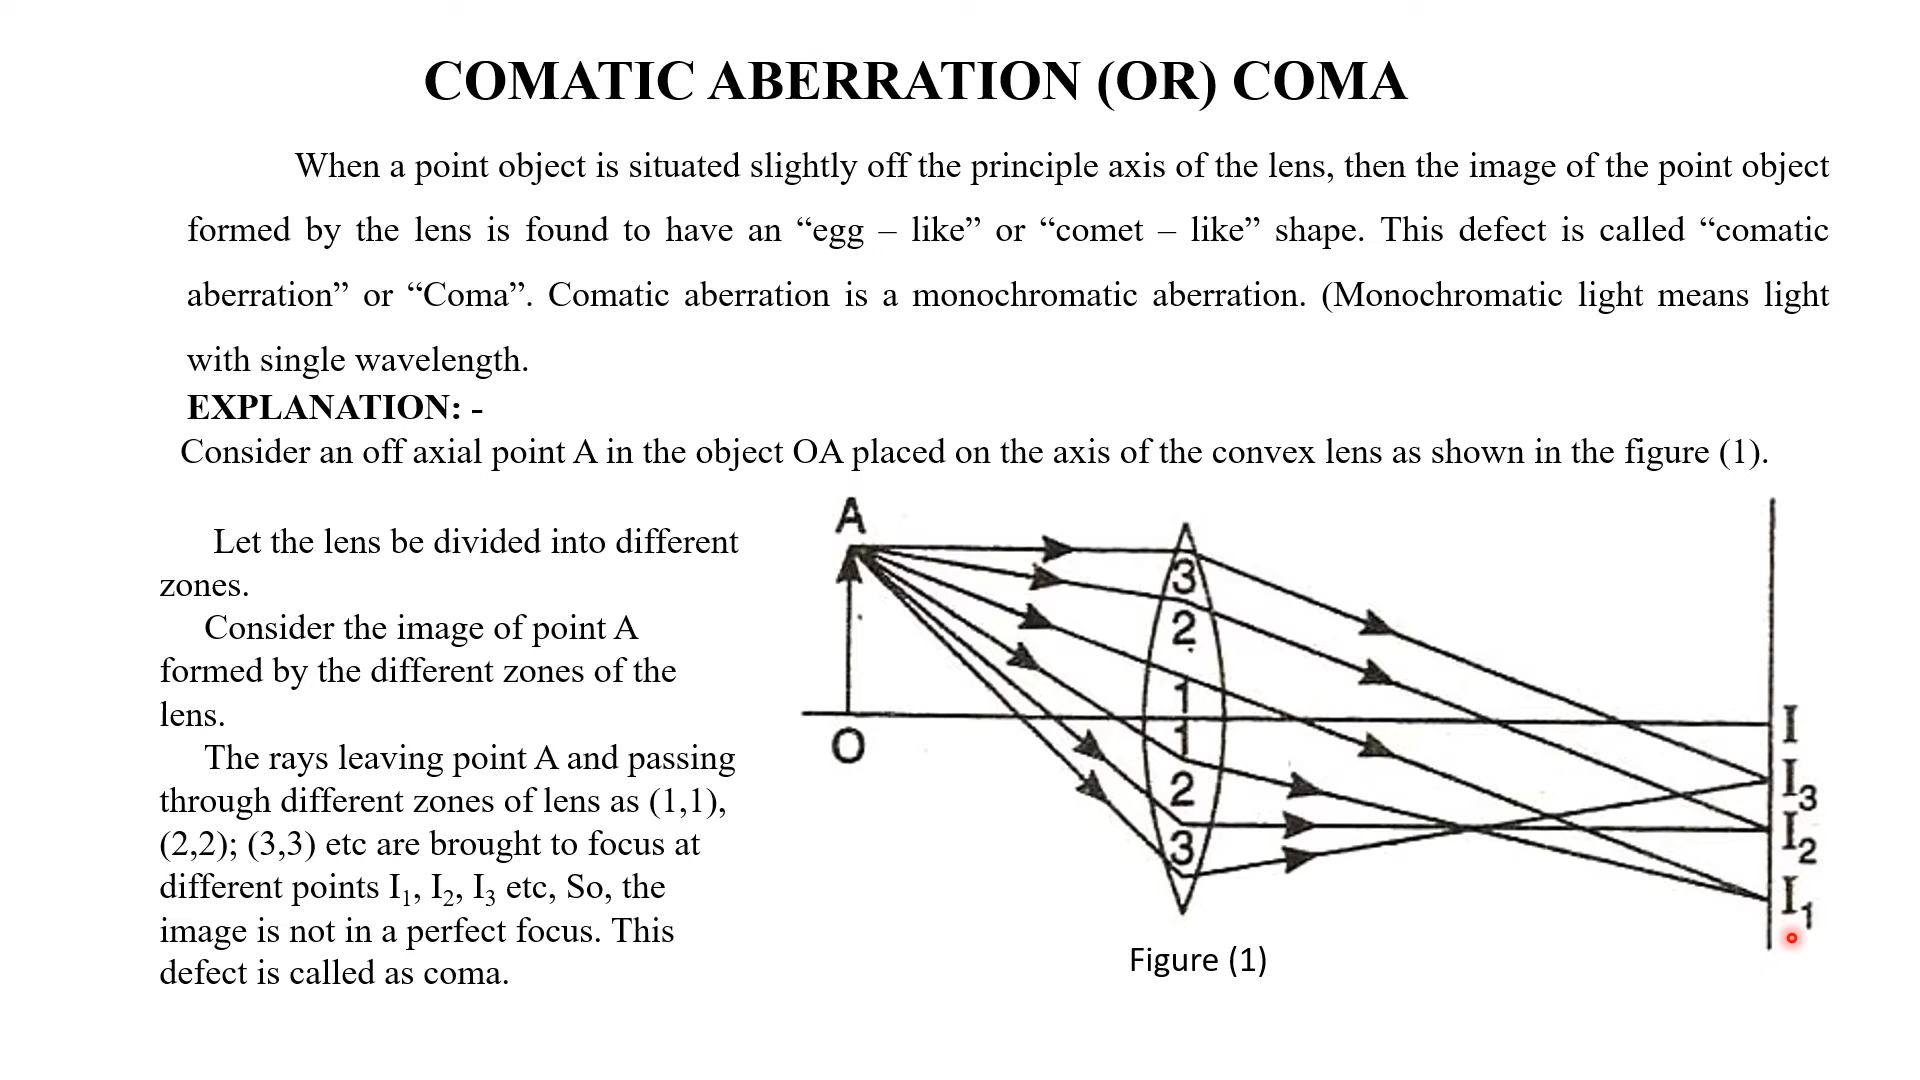 COMATIC ABERRATION (OR) COMA
When a point object is situated slightly off the principle axis of the lens, then the image of the point object
formed by the lens is found to have an “egg – like” or “comet – like” shape. This defect is called “comatic
aberration” or “Coma”. Comatic aberration is a monochromatic aberration. (Monochromatic light means light
with single wavelength.
EXPLANATION: -
Consider an off axial point A in the object OA placed on the axis of the convex lens as shown in the figure (1).
Let the lens be divided into different
zones.
Consider the image of point A
formed by the different zones of the
lens.
The rays leaving point A and passing
through different zones of lens as (1,1),
(2,2); (3,3) etc are brought to focus at
different points I₁, I₂, I₃ etc, So, the
image is not in a perfect focus. This
defect is called as coma.
A
O
3
2
1
1
2
3
I
I₃
I₂
I₁
Figure (1)